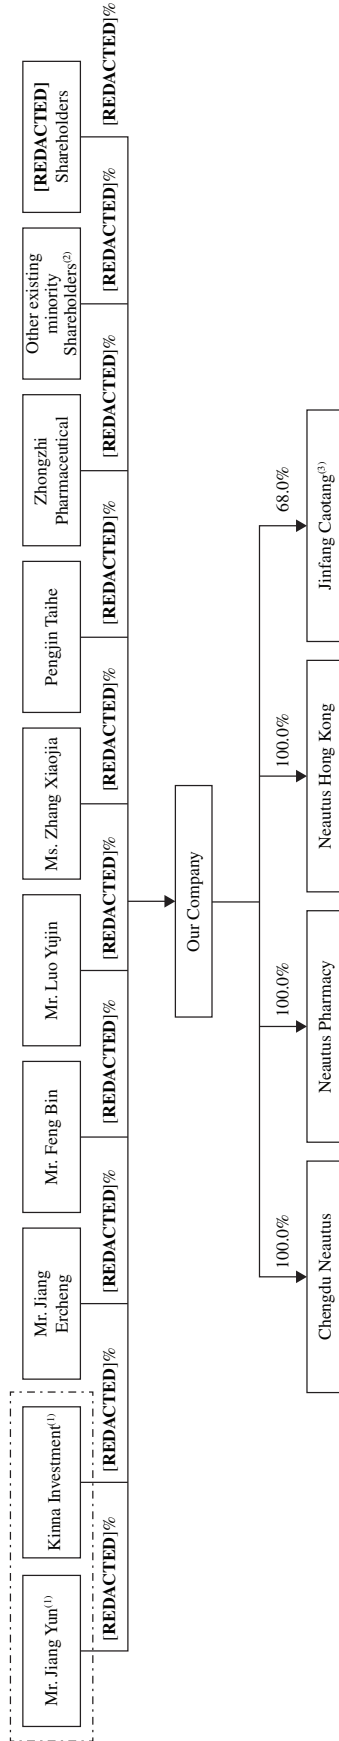 Mr. Jiang Yun(1)
Kinna Investment(1)
Mr. Jiang
Ercheng
Mr. Feng Bin
Mr. Luo Yujin
Ms. Zhang Xiaojia
Pengjin Taihe
Zhongzhi
Pharmaceutical
Other existing
minority
Shareholders(2)
[REDACTED]
Shareholders
[REDACTED]%
[REDACTED]%
[REDACTED]%
[REDACTED]%
[REDACTED]%
[REDACTED]%
[REDACTED]%
[REDACTED]%
[REDACTED]%
[REDACTED]%
Our Company
100.0%
100.0%
100.0%
68.0%
Chengdu Neautus
Neautus Pharmacy
Neautus Hong Kong
Jinfang Caotang(3)